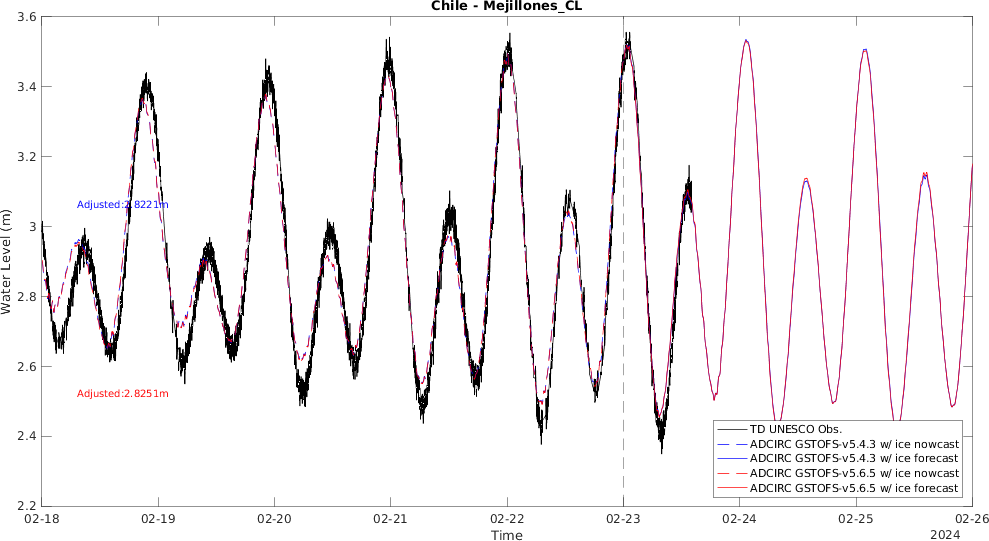 Chile - Mejillones_CL
Water Level (m)
3.6
3.4
3.2
3
2.8
2.6
2.4
2.2
Adjusted:2.8221m
Adjusted:2.8251m
TD UNESCO Obs.
ADCIRC GSTOFS-v5.4.3 w/ ice nowcast
ADCIRC GSTOFS-v5.4.3 w/ ice forecast
ADCIRC GSTOFS-v5.6.5 w/ ice nowcast
ADCIRC GSTOFS-v5.6.5 w/ ice forecast
02-18 02-19 02-20 02-21 02-22 02-23 02-24 02-25 02-26
Time
2024